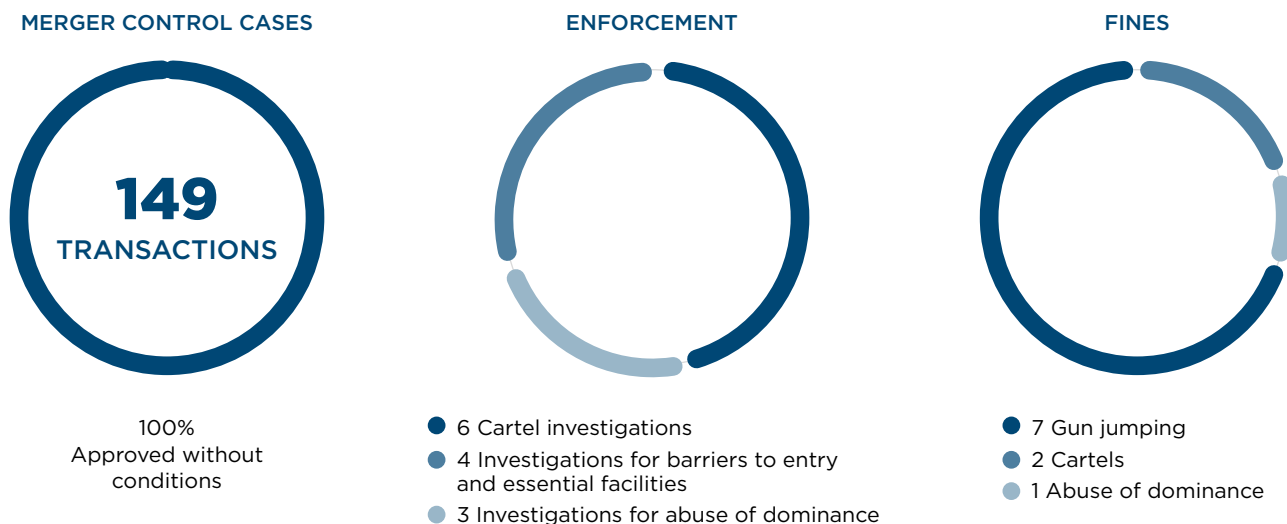 MERGER CONTROL CASES
149
TRANSACTIONS
100%
Approved without
conditions
ENFORCEMENT
6 Cartel investigations
4 Investigations for barriers to entry
and essential facilities
3 Investigations for abuse of dominance
FINES
7 Gun jumping
2 Cartels
1 Abuse of dominance